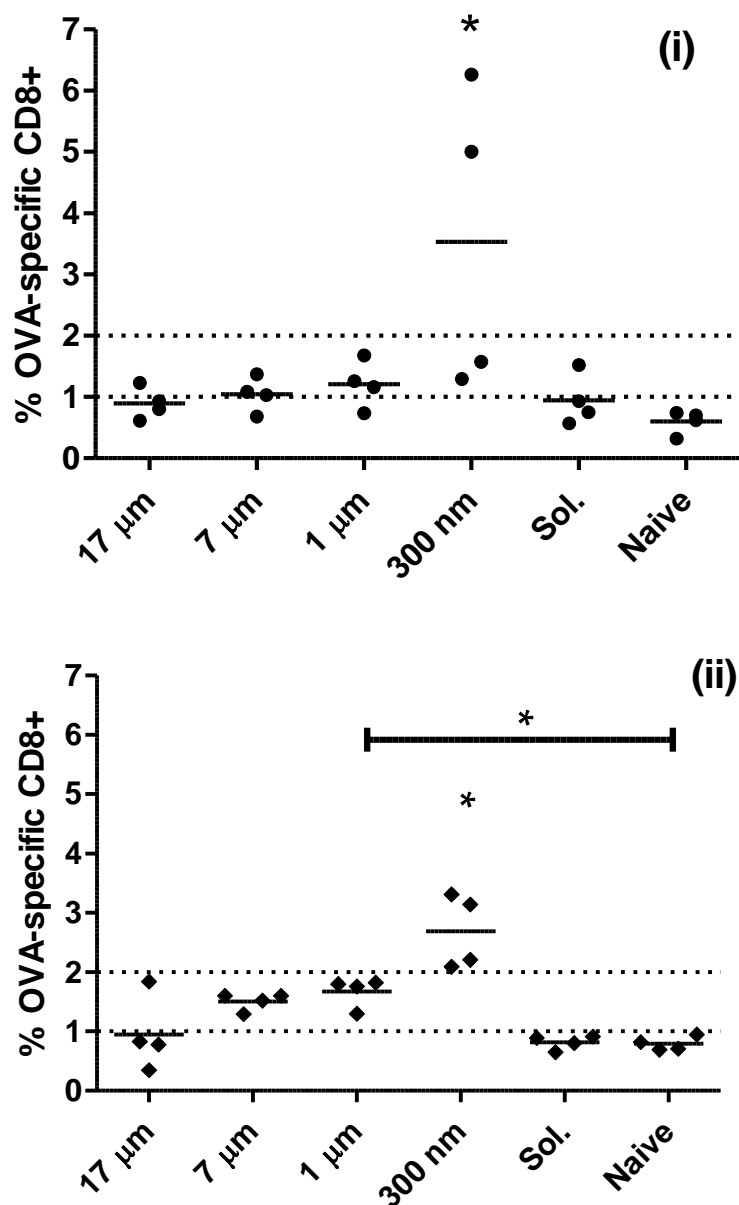 (i)
*
% OVA-specific CD8+
7
6
5
4
3
2
1
0
17 μm
7 μm
1 μm
300 nm
Sol.
Naive
(ii)
*
*
% OVA-specific CD8+
7
6
5
4
3
2
1
0
17 μm
7 μm
1 μm
300 nm
Sol.
Naive